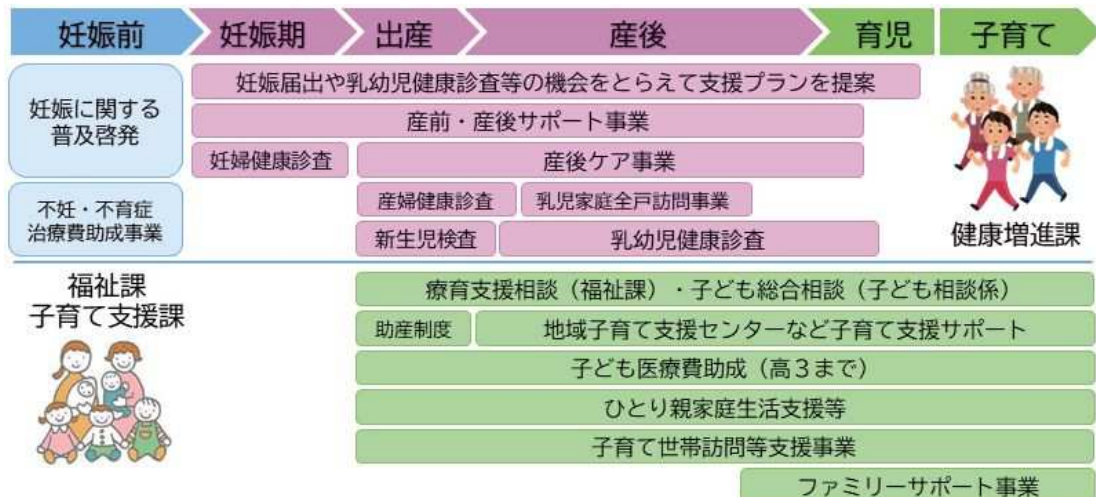 妊娠前
妊娠期
出産
産後
育児
子育て
妊娠に関する
普及啓発
妊娠届出や乳幼児健康診査等の機会をとらえて支援プランを提案
産前・産後サポート事業
妊婦健康診査
産後ケア事業
不妊・不育症
治療費助成事業
産婦健康診査
乳児家庭全戸訪問事業
新生児検査
乳幼児健康診査
健康増進課
福祉課
子育て支援課
療育支援相談（福祉課）・子ども総合相談（子ども相談係）
助産制度
地域子育て支援センターなど子育て支援サポート
子ども医療費助成（高３まで）
ひとり親家庭生活支援等
子育て世帯訪問等支援事業
ファミリーサポート事業